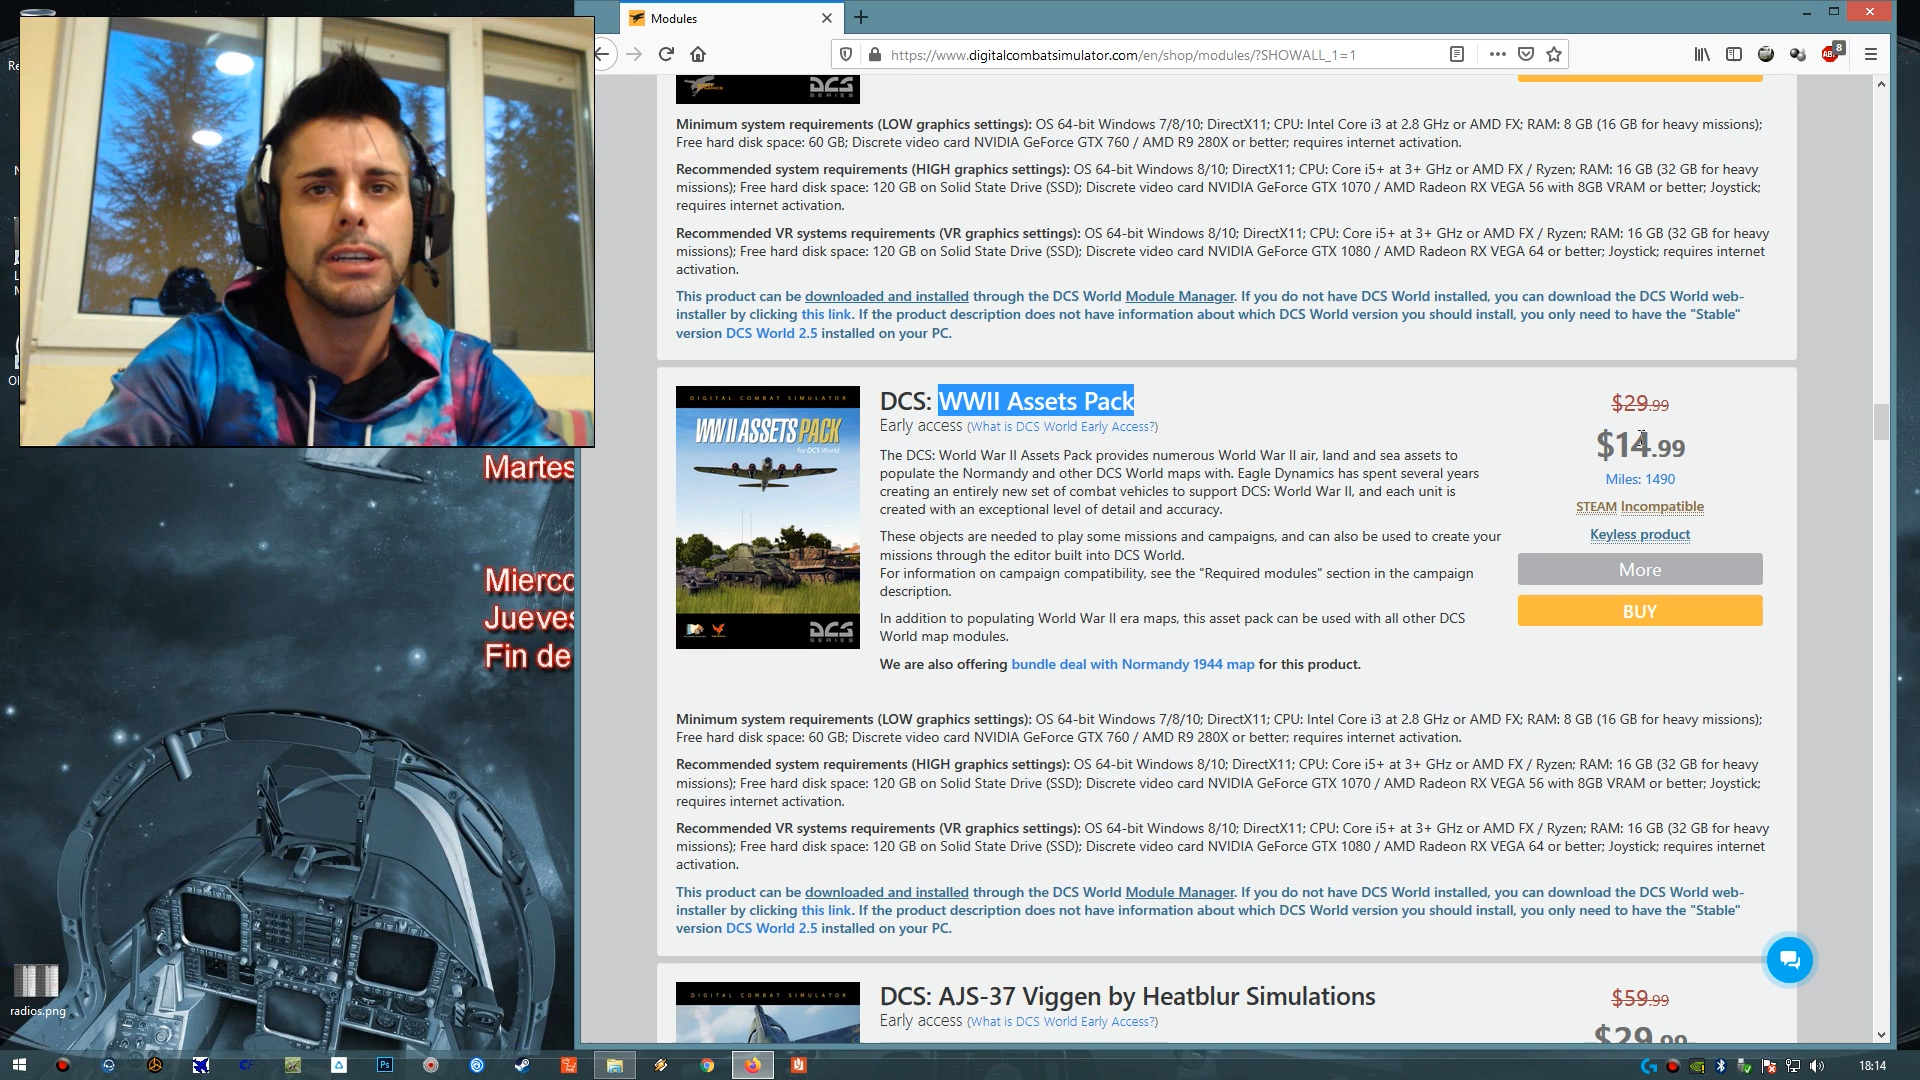 Modules
https://www.digitalcombatsimulator.com/en/shop/modules/?SHOWALL_1=1
8
DCS
SERIES
Minimum system requirements (LOW graphics settings): OS 64-bit Windows 7/8/10; DirectX11; CPU: Intel Core i3 at 2.8 GHz or AMD FX; RAM: 8 GB (16 GB for heavy missions);
Free hard disk space: 60 GB; Discrete video card NVIDIA GeForce GTX 760 / AMD R9 280X or better; requires internet activation.
Recommended system requirements (HIGH graphics settings): OS 64-bit Windows 8/10; DirectX11; CPU: Core i5+ at 3+ GHz or AMD FX / Ryzen; RAM: 16 GB (32 GB for heavy
missions); Free hard disk space: 120 GB on Solid State Drive (SSD); Discrete video card NVIDIA GeForce GTX 1070 / AMD Radeon RX VEGA 56 with 8GB VRAM or better; Joystick;
requires internet activation.
Recommended VR systems requirements (VR graphics settings): OS 64-bit Windows 8/10; DirectX11; CPU: Core i5+ at 3+ GHz or AMD FX / Ryzen; RAM: 16 GB (32 GB for heavy
missions); Free hard disk space: 120 GB on Solid State Drive (SSD); Discrete video card NVIDIA GeForce GTX 1080 / AMD Radeon RX VEGA 64 or better; Joystick; requires internet
activation.
This product can be downloaded and installed through the DCS World Module Manager. If you do not have DCS World installed, you can download the DCS World web-
installer by clicking this link. If the product description does not have information about which DCS World version you should install, you only need to have the "Stable"
version DCS World 2.5 installed on your PC.
DIGITAL COMBAT SIMULATOR
WWII ASSETS PACK
for DCS World
DCS
SERIES
DCS: WWII Assets Pack
Early access (What is DCS World Early Access?)
The DCS: World War II Assets Pack provides numerous World War II air, land and sea assets to
populate the Normandy and other DCS World maps with. Eagle Dynamics has spent several years
creating an entirely new set of combat vehicles to support DCS: World War II, and each unit is
created with an exceptional level of detail and accuracy.
These objects are needed to play some missions and campaigns, and can also be used to create your
missions through the editor built into DCS World.
For information on campaign compatibility, see the "Required modules" section in the campaign
description.
In addition to populating World War II era maps, this asset pack can be used with all other DCS
World map modules.
We are also offering bundle deal with Normandy 1944 map for this product.
$29.99
$14.99
Miles: 1490
STEAM Incompatible
Keyless product
More
BUY
Minimum system requirements (LOW graphics settings): OS 64-bit Windows 7/8/10; DirectX11; CPU: Intel Core i3 at 2.8 GHz or AMD FX; RAM: 8 GB (16 GB for heavy missions);
Free hard disk space: 60 GB; Discrete video card NVIDIA GeForce GTX 760 / AMD R9 280X or better; requires internet activation.
Recommended system requirements (HIGH graphics settings): OS 64-bit Windows 8/10; DirectX11; CPU: Core i5+ at 3+ GHz or AMD FX / Ryzen; RAM: 16 GB (32 GB for heavy
missions); Free hard disk space: 120 GB on Solid State Drive (SSD); Discrete video card NVIDIA GeForce GTX 1070 / AMD Radeon RX VEGA 56 with 8GB VRAM or better; Joystick;
requires internet activation.
Recommended VR systems requirements (VR graphics settings): OS 64-bit Windows 8/10; DirectX11; CPU: Core i5+ at 3+ GHz or AMD FX / Ryzen; RAM: 16 GB (32 GB for heavy
missions); Free hard disk space: 120 GB on Solid State Drive (SSD); Discrete video card NVIDIA GeForce GTX 1080 / AMD Radeon RX VEGA 64 or better; Joystick; requires internet
activation.
This product can be downloaded and installed through the DCS World Module Manager. If you do not have DCS World installed, you can download the DCS World web-
installer by clicking this link. If the product description does not have information about which DCS World version you should install, you only need to have the "Stable"
version DCS World 2.5 installed on your PC.
DIGITAL COMBAT SIMULATOR
DCS: AJS-37 Viggen by Heatblur Simulations
Early access (What is DCS World Early Access?)
$59.99
$29.99
Martes
Mierco
Jueves
Fin de
radios.png
18:14